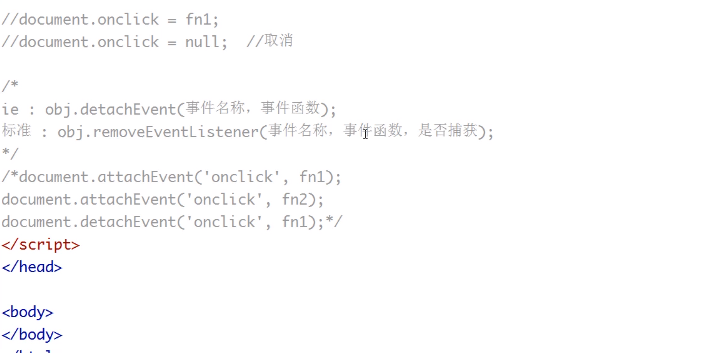 //document.onclick = fn1;
//document.onclick = null;  //取消
/*
ie : obj.detachEvent(事件名称，事件函数);
标准 : obj.removeEventListener(事件名称，事件函数，是否捕获);
*/
/*document.attachEvent('onclick', fn1);
document.attachEvent('onclick', fn2);
document.detachEvent('onclick', fn1);*/
</script>
</head>
<body>
</body>